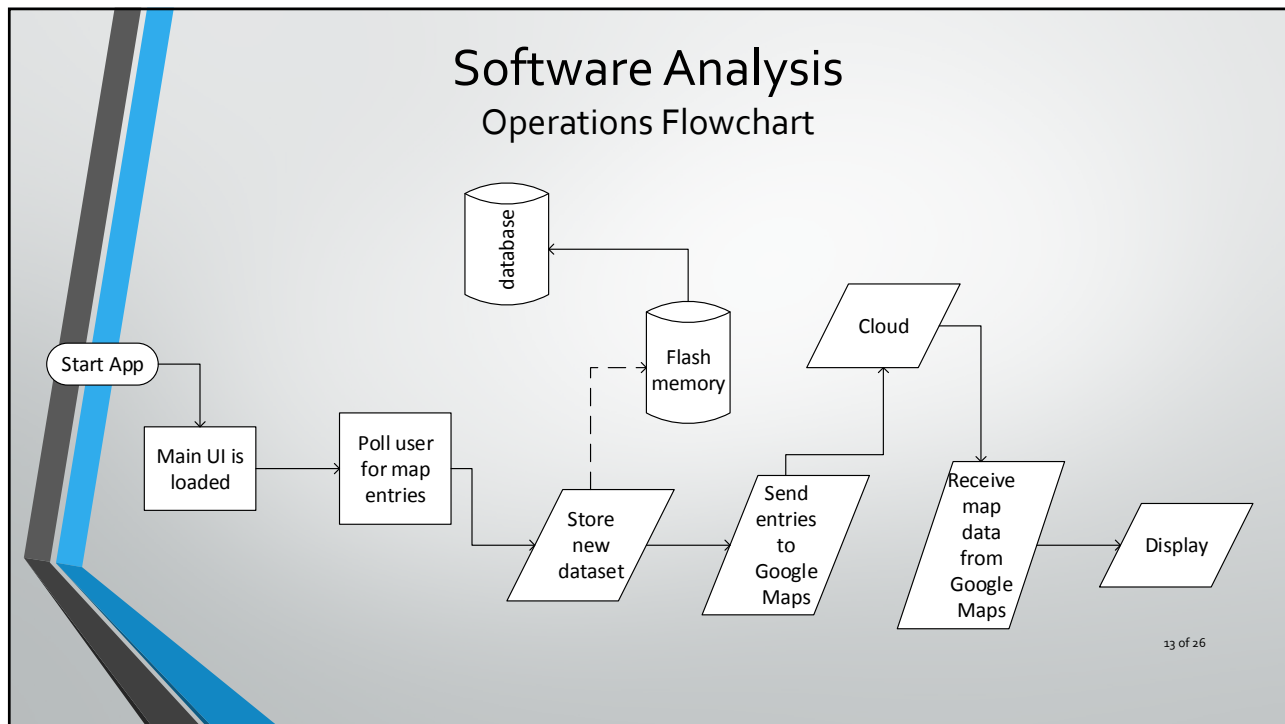 Software Analysis
Operations Flowchart
database
Flash
memory
Cloud
Start App
Main UI is
loaded
Poll user
for map
entries
Store
new
dataset
Send
entries
to
Google
Maps
Receive
map
data
from
Google
Maps
Display
13 of 26